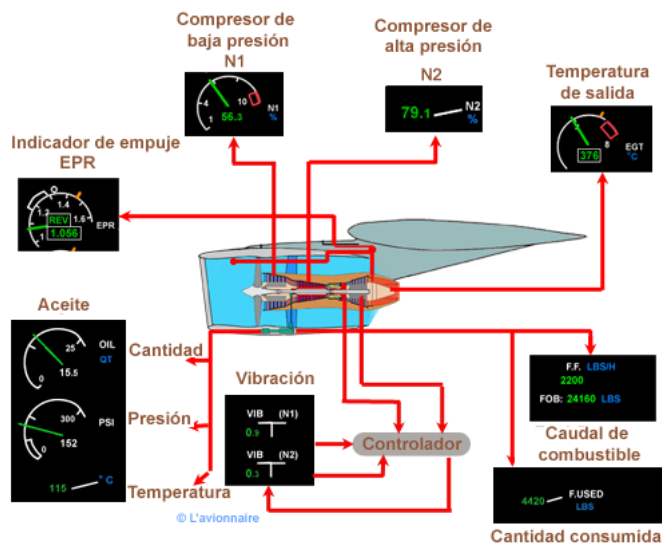 Compresor de
baja presión
N1
Compresor de
alta presión
N2
Temperatura
de salida
4
10
1
56.3
N1
%
79.1
N2
%
8
376
EGT
°C
Indicador de empuje
EPR
1.4
1.2
1.6
REV
1
1.056
EPR
Aceite
25
0
15.5
OIL
QT
Cantidad
300
0
152
PSI
Presión
115
°C
Temperatura
Vibración
VIB (N1)
0.9
VIB (N2)
0.3
Controlador
F.F. LBS/H
2200
FOB: 24160 LBS
Caudal de
combustible
4420 F.USED
LBS
Cantidad consumida
© L'avionnaire